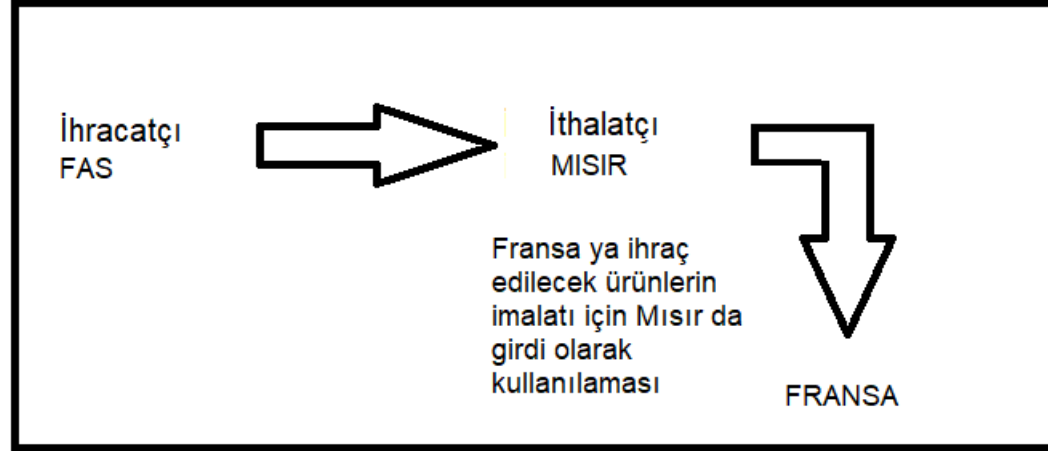 İhracatçı
FAS
İthalatçı
MISIR
Fransa ya ihraç
edilecek ürünlerin
imalatı için Mısır da
girdi olarak
kullanılaması
FRANSA